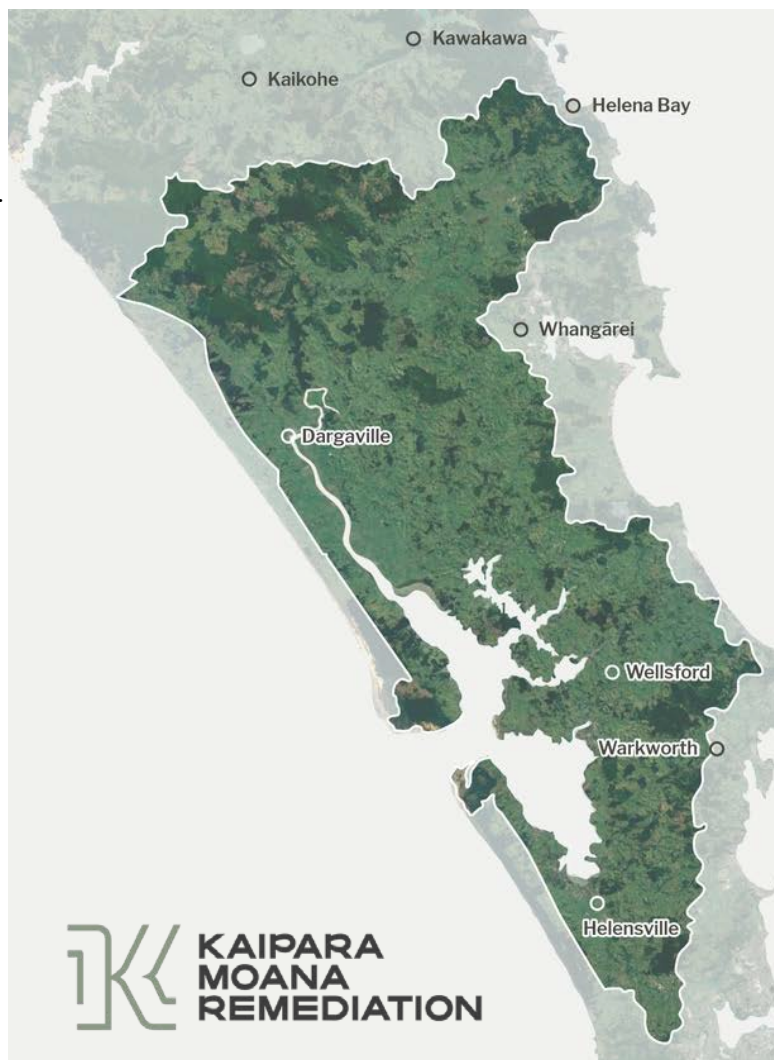 Kawakawa
Kaikohe
Helena Bay
Whangārei
Dargaville
Wellsford
Warkworth
Helensville
KAIPARA
MOANA
REMEDIATION